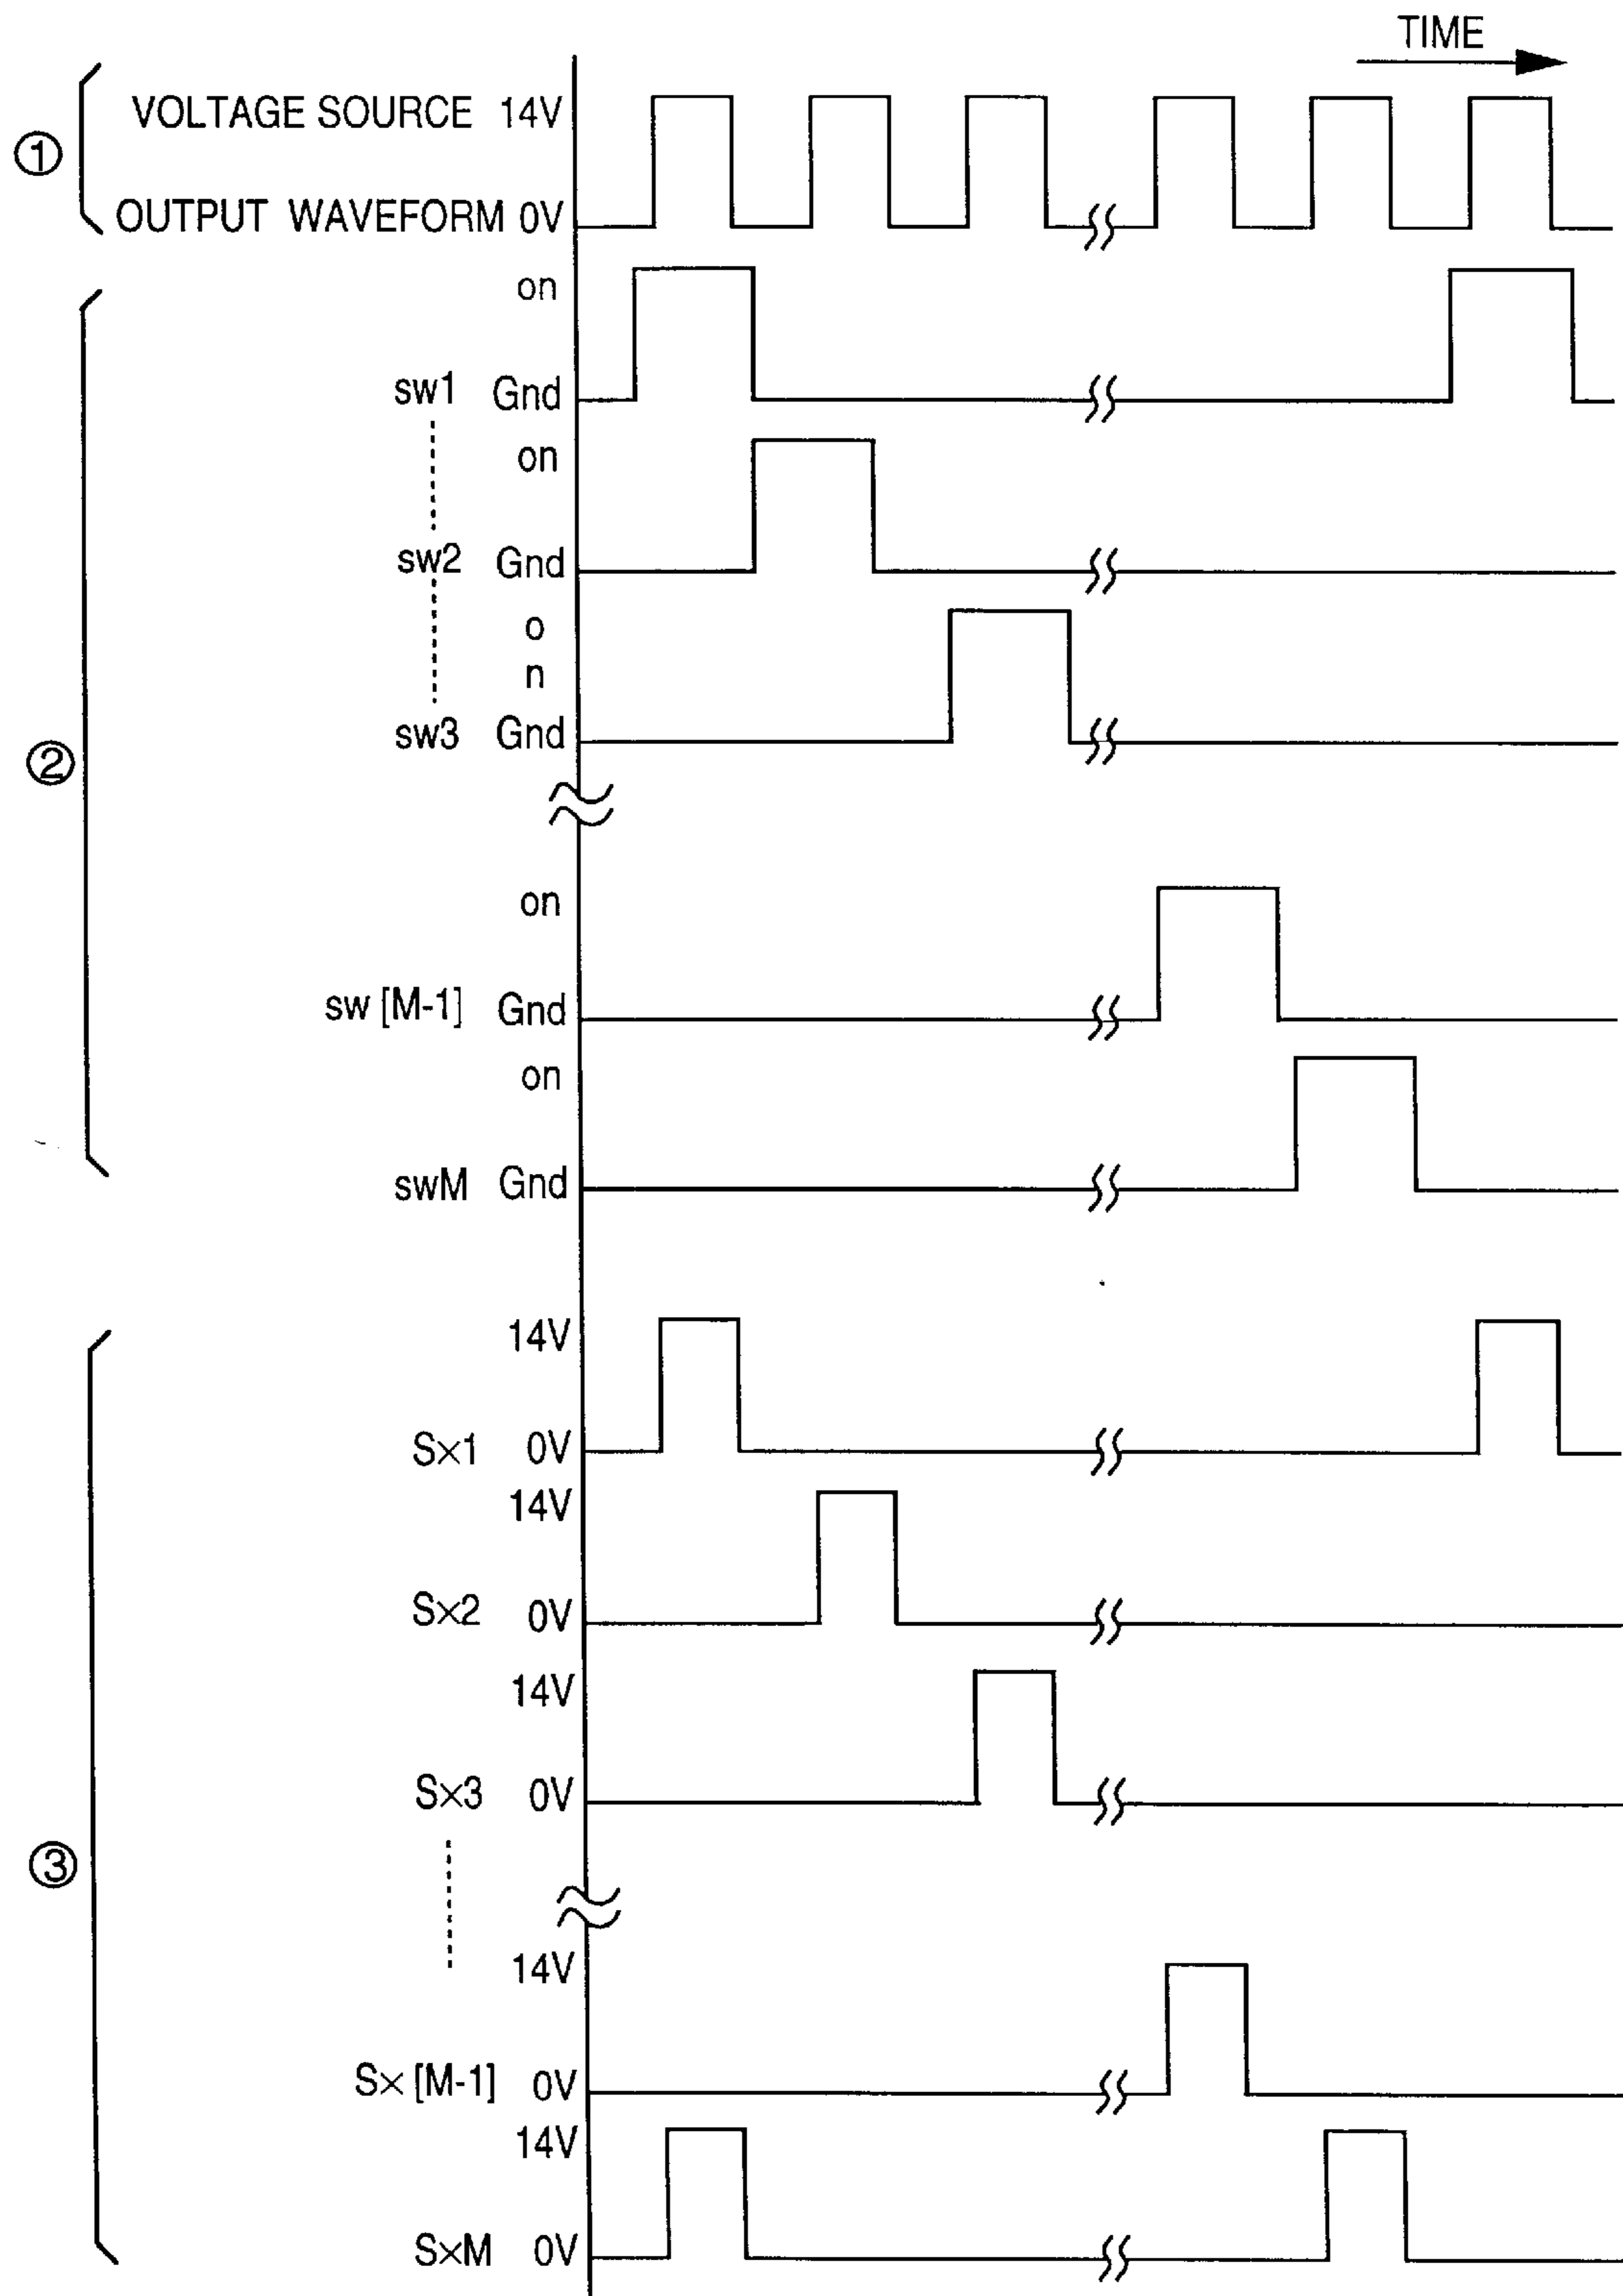 TIME
① VOLTAGE SOURCE 14V
OUTPUT WAVEFORM 0V
②
on
sw1 Gnd
on
sw2 Gnd
o
n
sw3 Gnd
on
sw [M-1] Gnd
on
swM Gnd
③
14V
S×1 0V
14V
S×2 0V
14V
S×3 0V
14V
S× [M-1] 0V
14V
S×M 0V